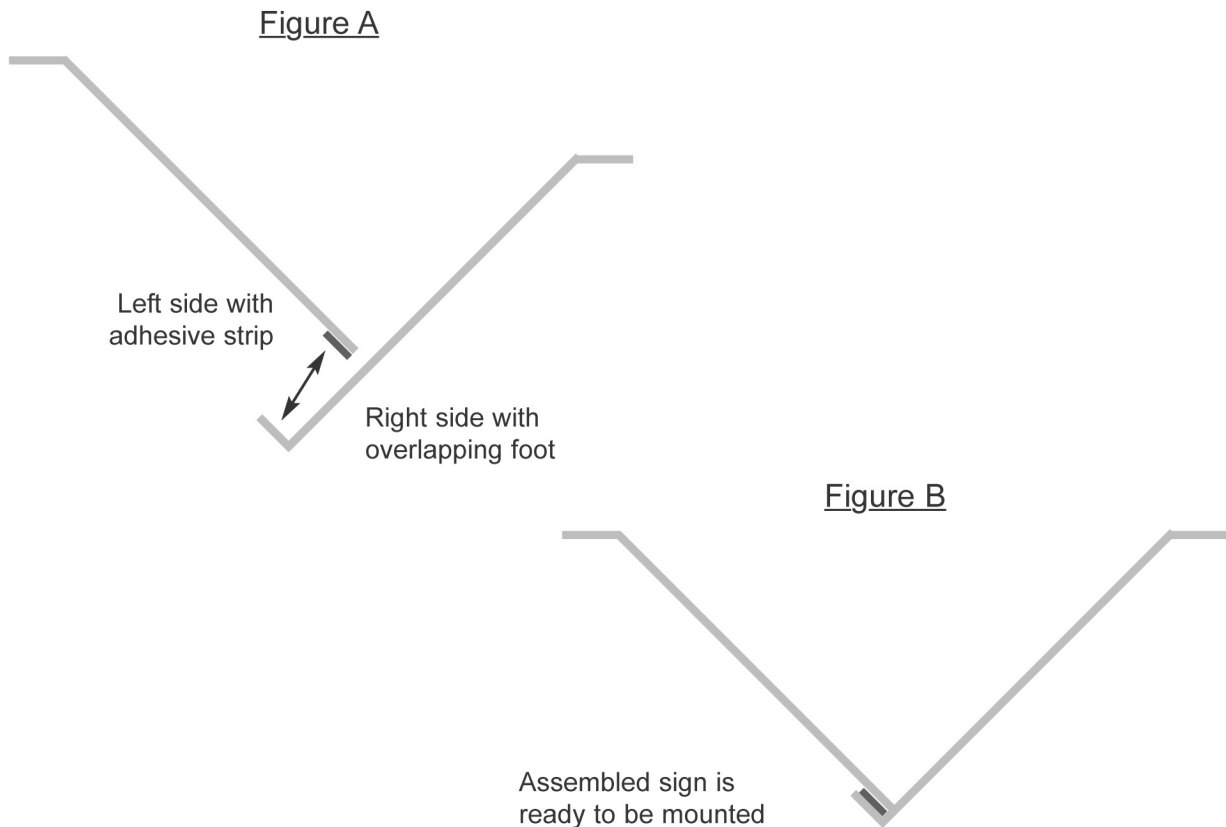 Figure A
Left side with
adhesive strip
Right side with
overlapping foot
Figure B
Assembled sign is
ready to be mounted